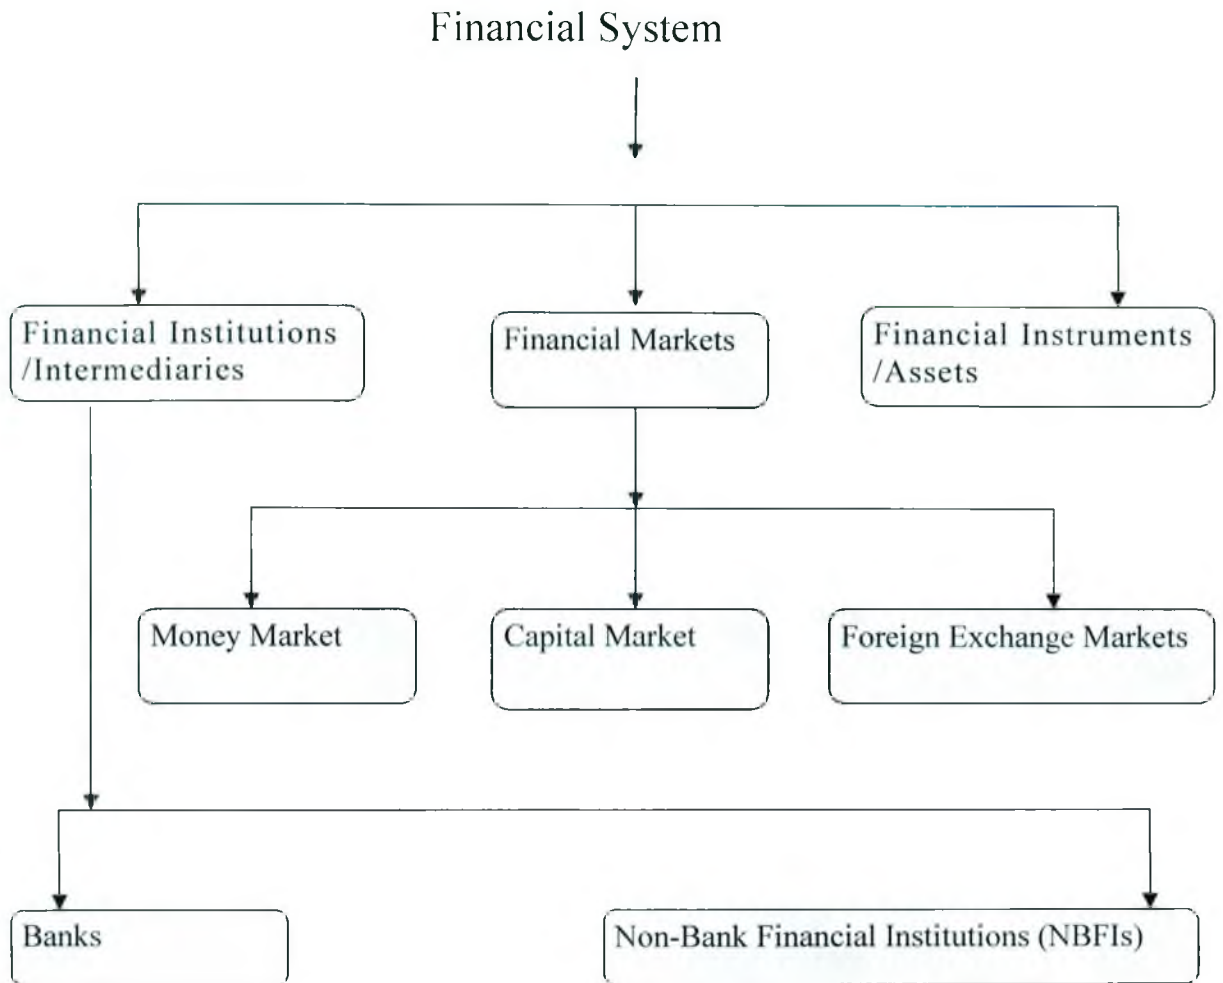 Financial System
Financial Institutions
/Intermediaries
Financial Markets
Financial Instruments
/Assets
Money Market
Capital Market
Foreign Exchange Markets
Banks
Non-Bank Financial Institutions (NBFIs)